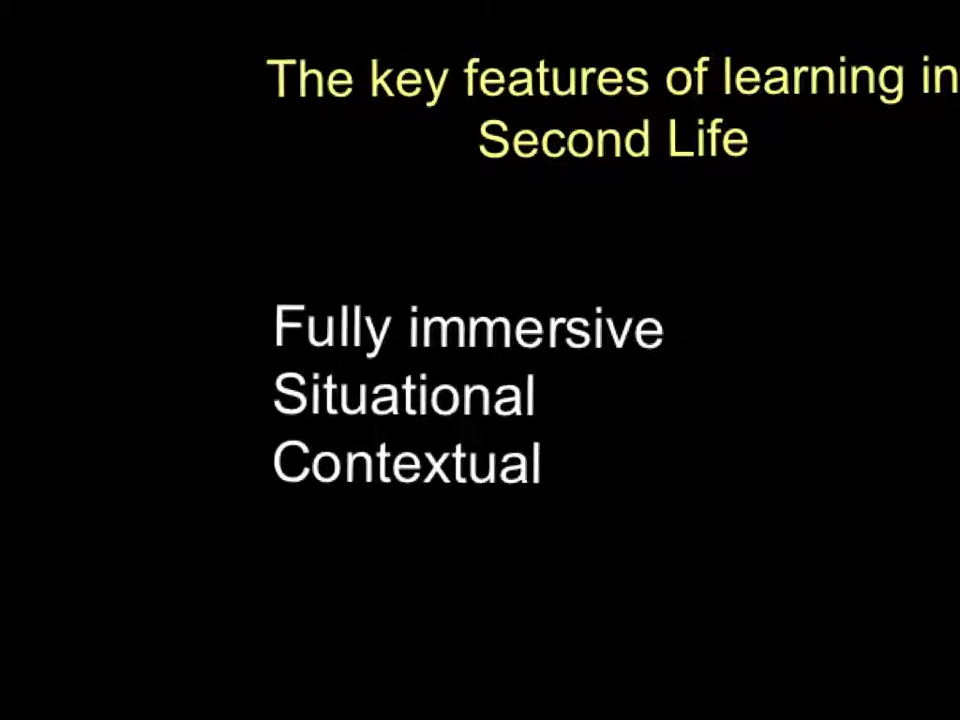 The key features of learning in
Second Life
Fully immersive
Situational
Contextual